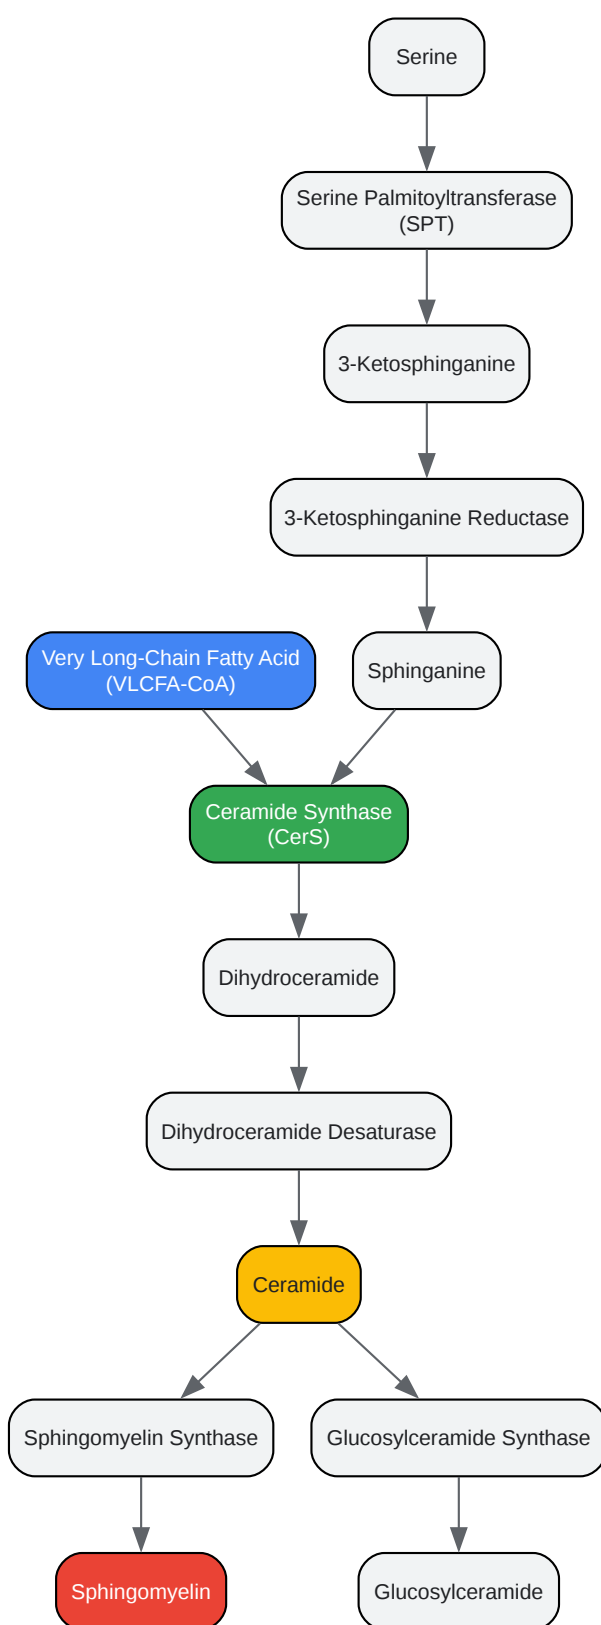 Serine
Serine Palmitoyltransferase
(SPT)
3-Ketosphinganine
3-Ketosphinganine Reductase
Very Long-Chain Fatty Acid
(VLCFA-CoA)
Sphinganine
Ceramide Synthase
(CerS)
Dihydroceramide
Dihydroceramide Desaturase
Ceramide
Sphingomyelin Synthase
Glucosylceramide Synthase
Sphingomyelin
Glucosylceramide